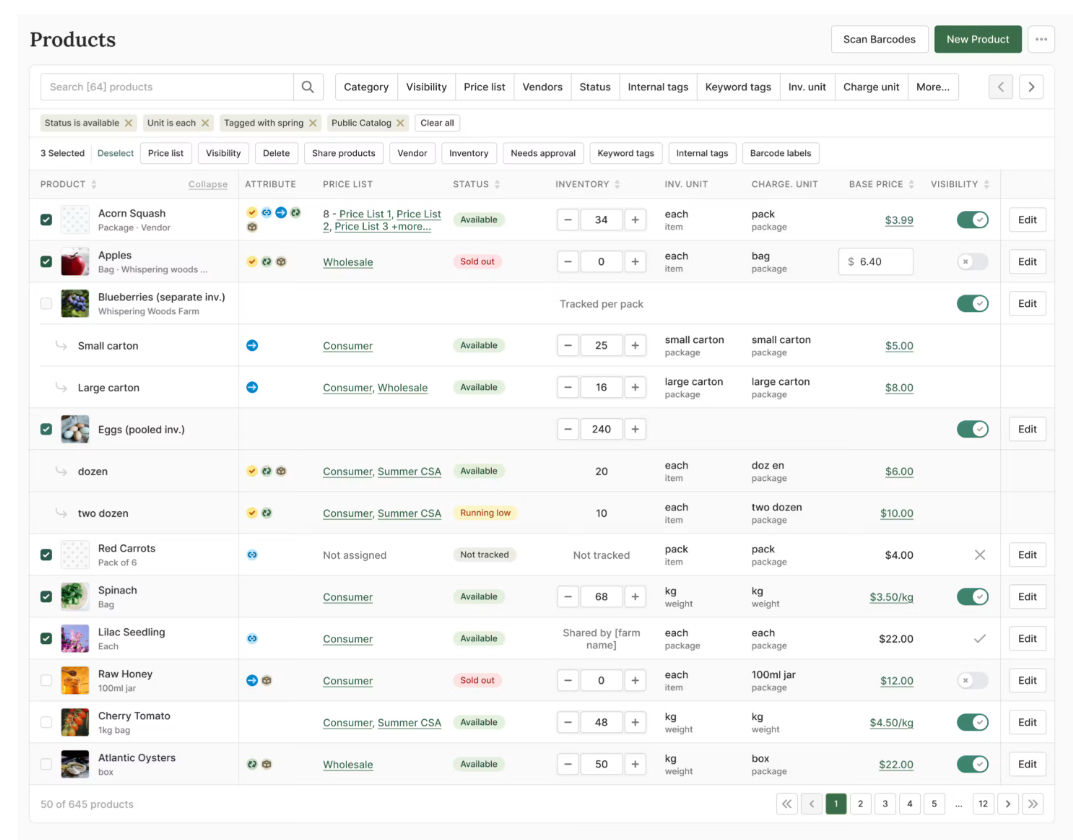 Products
Scan Barcodes New Product
Search [64] products Category Visibility Price list Vendors Status Internal tags Keyword tags Inv. unit Charge unit More...
Status is available Unit is each Tagged with spring Public Catalog Clear all
3 Selected Deselect Price list Visibility Delete Share products Vendor Inventory Needs approval Keyword tags Internal tags Barcode labels
PRODUCT Collapse ATTRIBUTE PRICE LIST STATUS INVENTORY INV. UNIT CHARGE. UNIT BASE PRICE VISIBILITY
Acorn Squash 8 - Price List 1, Price List each pack
Package · Vendor 2, Price List 3 +more... Available 34 item package $3.99 Edit
Apples each bag
Bag · Whispering woods ... Wholesale Sold out 0 item package $ 6.40 Edit
Blueberries (separate inv.)
Whispering Woods Farm Tracked per pack Edit
Small carton Consumer Available 25 small carton small carton $5.00
package package
Large carton Consumer, Wholesale Available 16 large carton large carton $8.00
package package
Eggs (pooled inv.) 240 Edit
dozen Consumer, Summer CSA Available 20 each doz en $6.00
item package
two dozen Consumer, Summer CSA Running low 10 each two dozen $10.00
item package
Red Carrots Not assigned Not tracked Not tracked pack pack $4.00 Edit
Pack of 6 item package
Spinach Consumer Available 68 kg kg $3.50/kg Edit
Bag weight weight
Lilac Seedling Consumer Available Shared by [farm each each $22.00 Edit
Each name] package package
Raw Honey Consumer Sold out 0 each 100ml jar $12.00 Edit
100ml jar item package
Cherry Tomato Consumer, Summer CSA Available 48 kg kg $4.50/kg Edit
1kg bag weight weight
Atlantic Oysters Wholesale Available 50 kg box $22.00 Edit
box weight package
50 of 645 products 1 2 3 4 5 ... 12